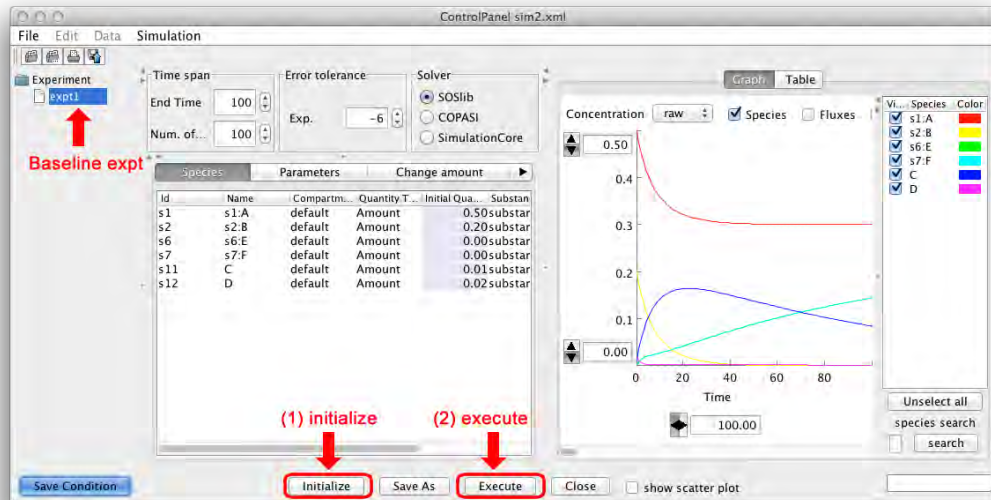 ControlPanel sim2.xml
File Edit Data Simulation
Experiment
expt1
Baseline expt
Time span
End Time 100
Num. of... 100
Error tolerance
Exp. -6
Solver
SOSlib
COPASI
SimulationCore
Species Parameters Change amount
Id Name Compartm... Quantity T... Initial Qua... Substan
s1 s1:A default Amount 0.50 substar
s2 s2:B default Amount 0.20 substar
s6 s6:E default Amount 0.00 substar
s7 s7:F default Amount 0.00 substar
s11 C default Amount 0.01 substar
s12 D default Amount 0.02 substar
Graph Table
Concentration raw Species Fluxes
0.50
0.4
0.3
0.2
0.1
0.00
0 20 40 60 80
Time
100.00
Vi... Species Color
s1:A
s2:B
s6:E
s7:F
C
D
Unselect all
species search
search
(1) initialize (2) execute
Save Condition Initialize Save As Execute Close show scatter plot